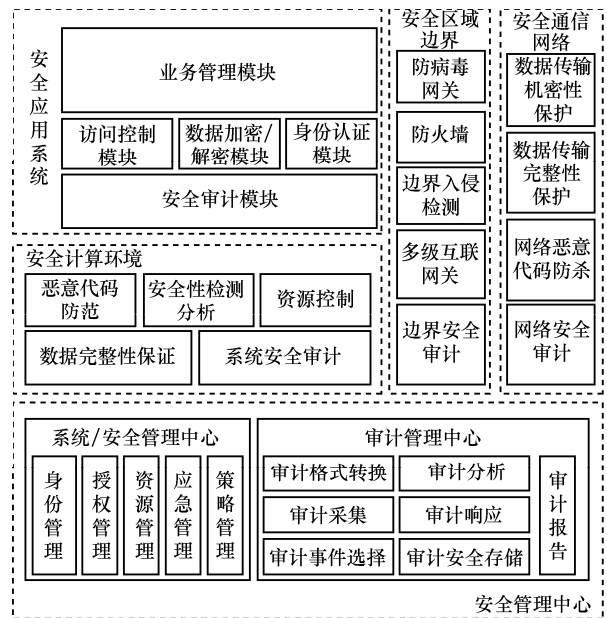 安全应用系统
业务管理模块
访问控制
模块
数据加密/
解密模块
身份认证
模块
安全审计模块
安全计算环境
恶意代码
防范
安全性检测
分析
资源控制
数据完整性保证
系统安全审计
安全区域
边界
防病毒
网关
防火墙
边界入侵
检测
多级互联
网关
边界安全
审计
安全通信
网络
数据传输
机密性
保护
数据传输
完整性
保护
网络恶意
代码防杀
网络安全
审计
系统/安全管理中心
身份管理
授权管理
资源管理
应急管理
策略管理
审计管理中心
审计格式转换
审计分析
审计采集
审计响应
审计事件选择
审计安全存储
审计报告
安全管理中心